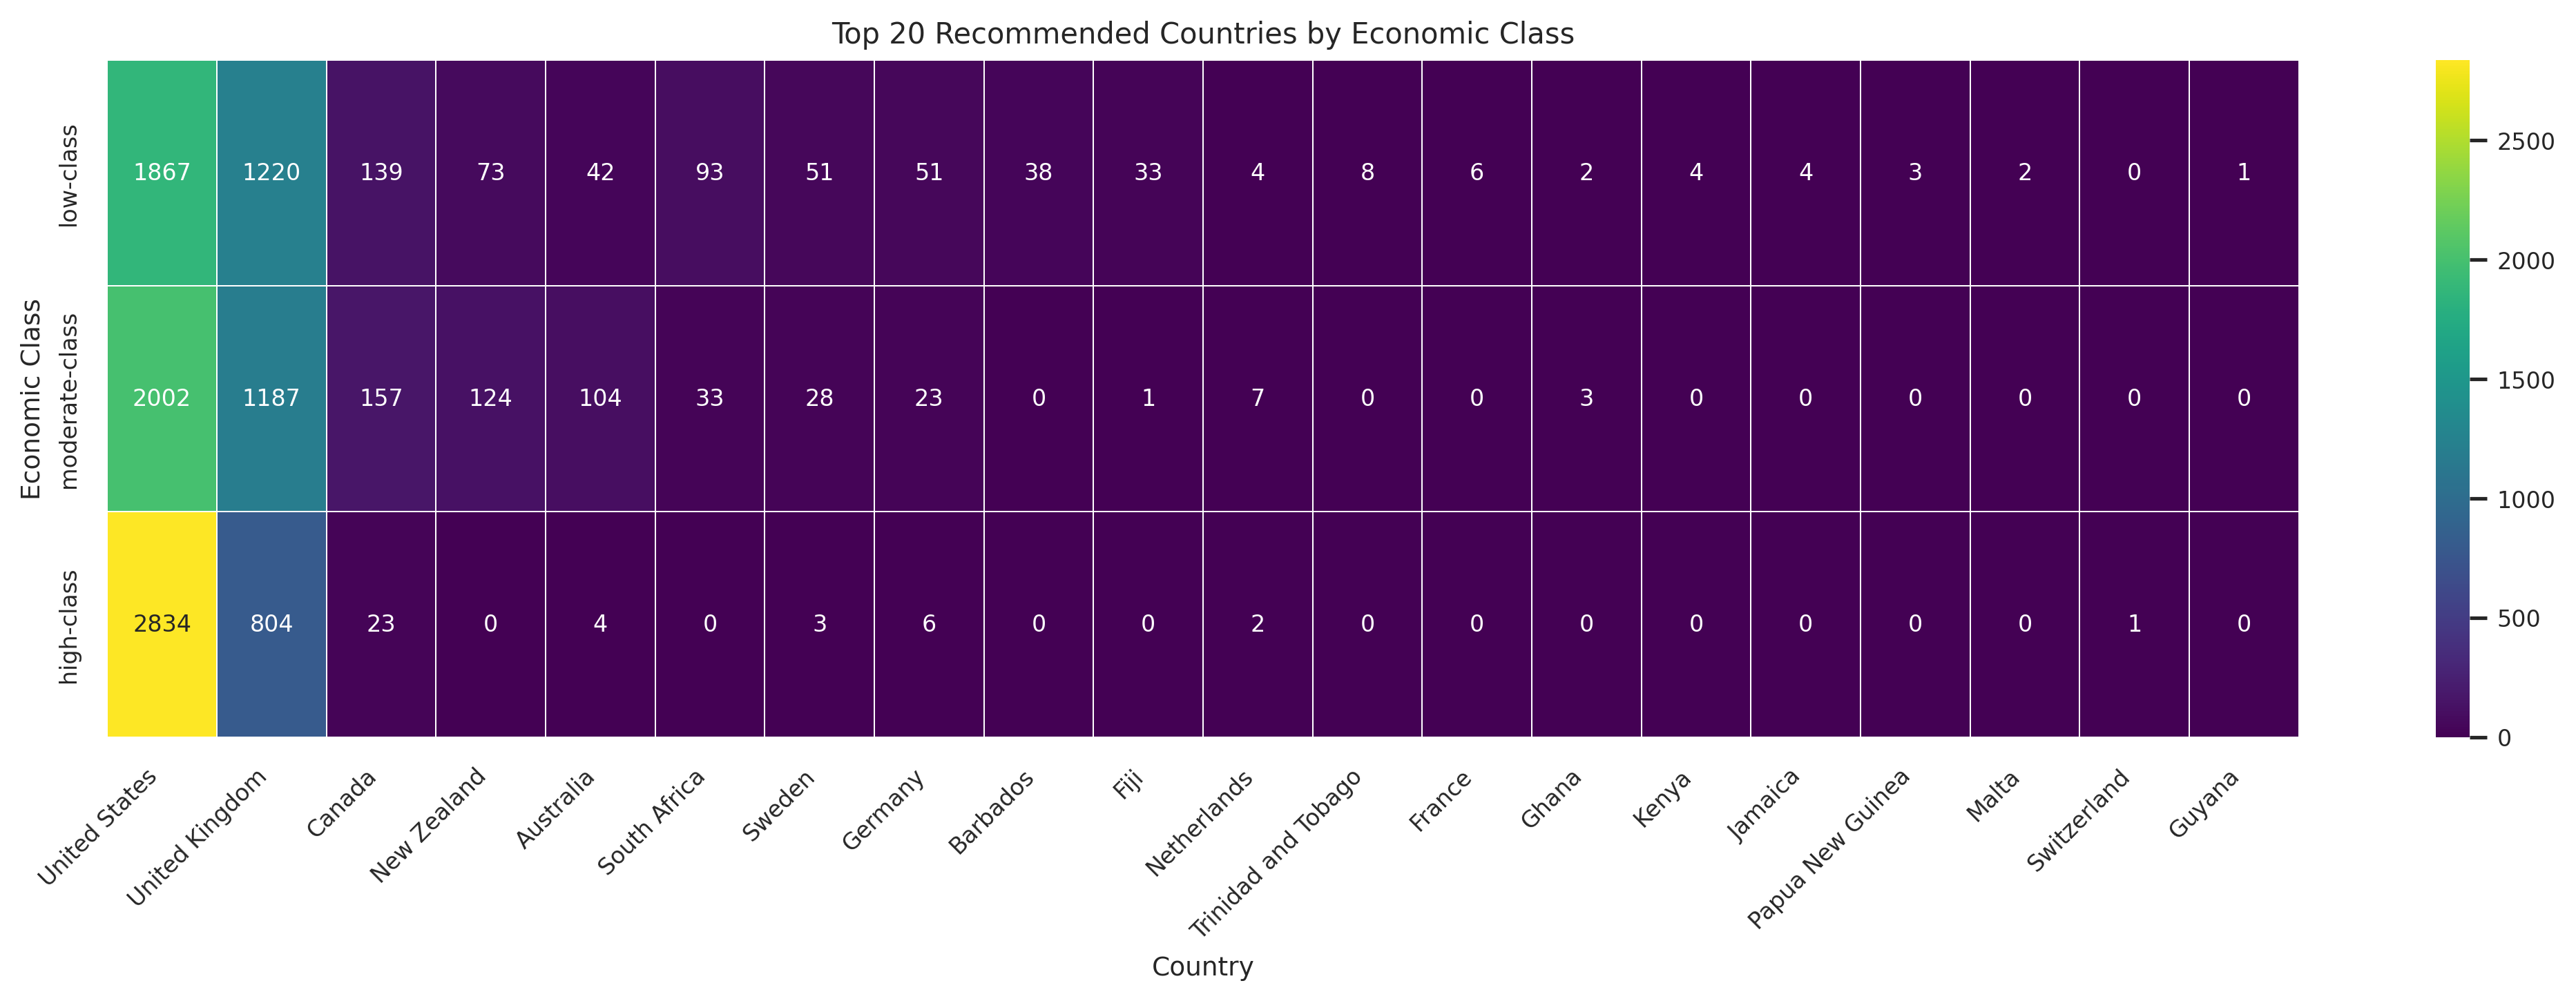 Top 20 Recommended Countries by Economic Class
Economic Class
low-class
1867 1220 139 73 42 93 51 51 38 33 4 8 6 2 4 4 3 2 0 1
moderate-class
2002 1187 157 124 104 33 28 23 0 1 7 0 0 3 0 0 0 0 0 0
high-class
2834 804 23 0 4 0 3 6 0 0 2 0 0 0 0 0 0 0 1 0
United States
United Kingdom
Canada
New Zealand
Australia
South Africa
Sweden
Germany
Barbados
Fiji
Netherlands
Trinidad and Tobago
France
Ghana
Kenya
Jamaica
Papua New Guinea
Malta
Switzerland
Guyana
Country
2500
2000
1500
1000
500
0